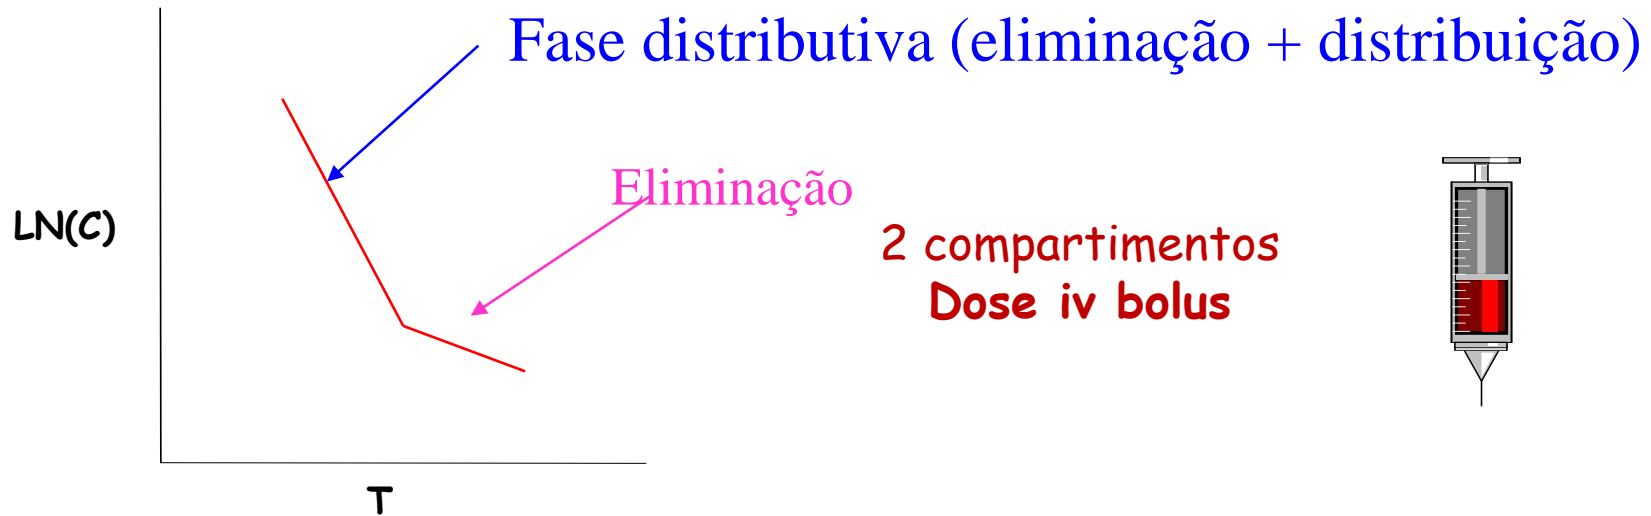 Fase distributiva (eliminação + distribuição)
Eliminação
LN(C)
2 compartimentos
Dose iv bolus
T